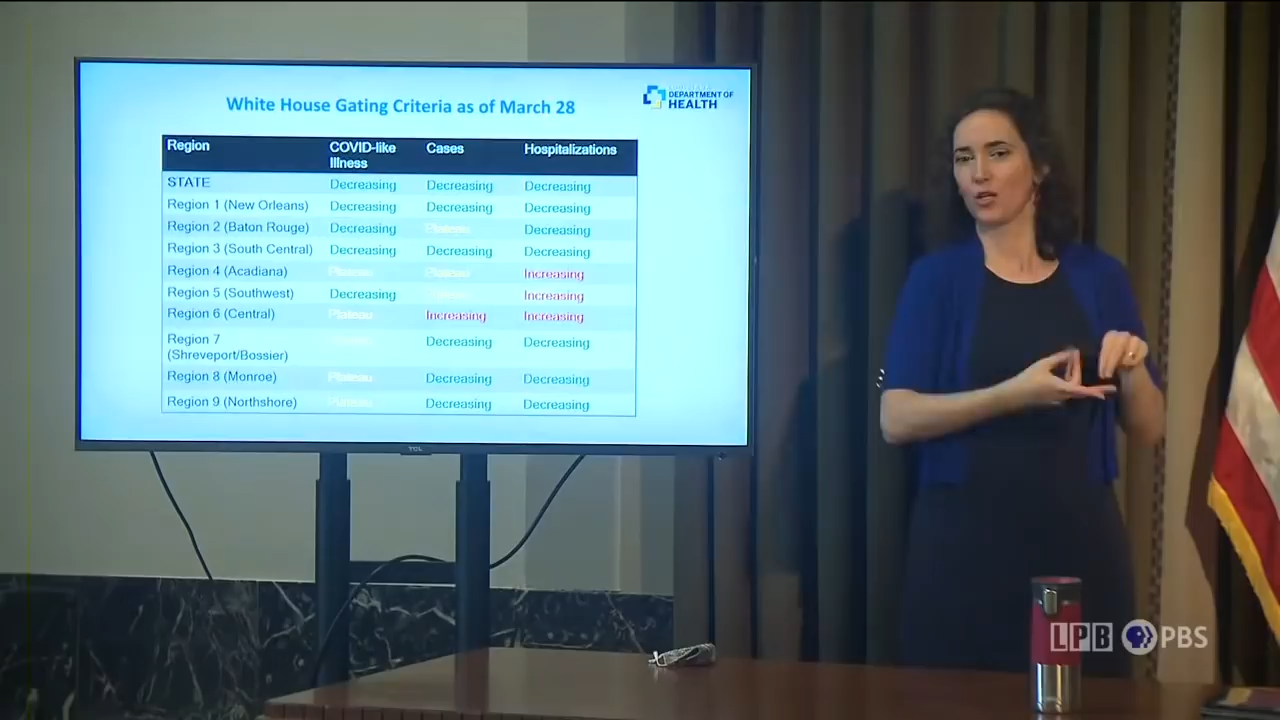 White House Gating Criteria as of March 28
DEPARTMENT OF
HEALTH
Region COVID-like Illness Cases Hospitalizations
STATE Decreasing Decreasing Decreasing
Region 1 (New Orleans) Decreasing Decreasing Decreasing
Region 2 (Baton Rouge) Decreasing Plateau Decreasing
Region 3 (South Central) Decreasing Decreasing Decreasing
Region 4 (Acadiana) Plateau Plateau Increasing
Region 5 (Southwest) Decreasing Increasing
Region 6 (Central) Plateau Increasing Increasing
Region 7 (Shreveport/Bossier) Decreasing Decreasing
Region 8 (Monroe) Plateau Decreasing Decreasing
Region 9 (Northshore) Plateau Decreasing Decreasing
TCL
LPB PBS